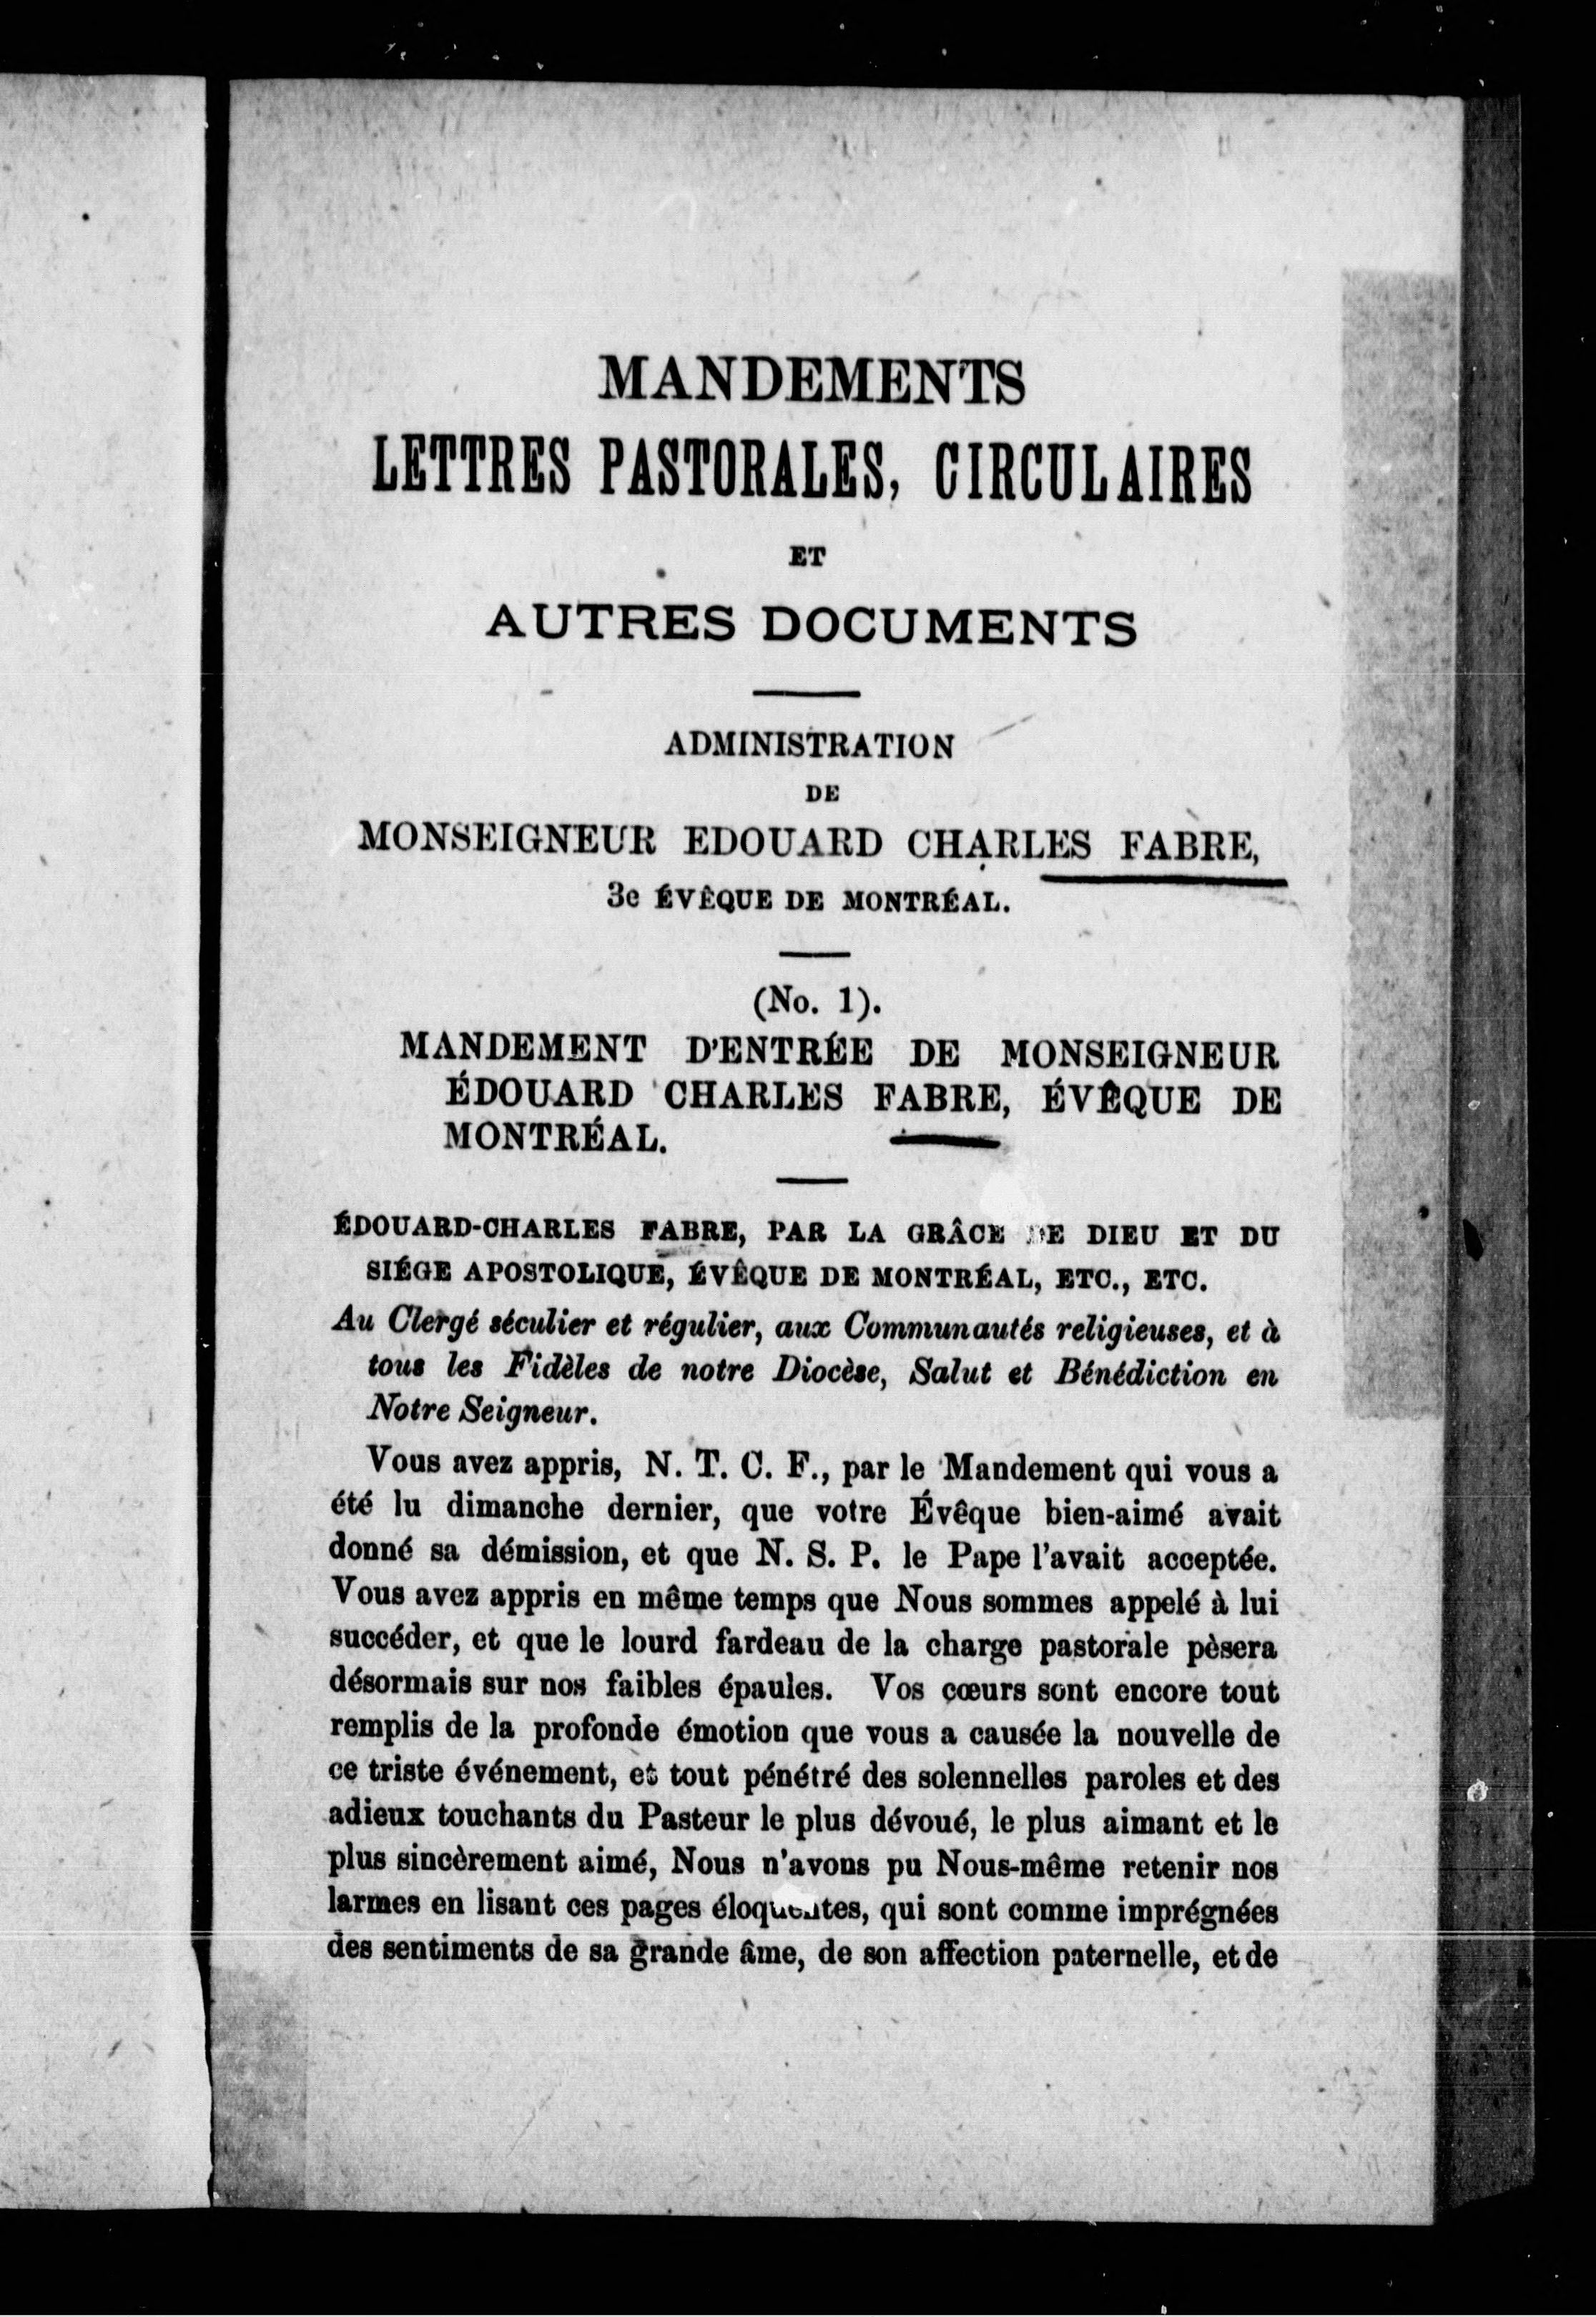 MANDEMENTS
LETTRES PASTORALES, CIRCULAIRES
ET
AUTRES DOCUMENTS
ADMINISTRATION
DE
MONSEIGNEUR EDOUARD CHARLES FABRE,
3e ÉVÊQUE DE MONTRÉAL.
(No. 1).
MANDEMENT D'ENTRÉE DE MONSEIGNEUR
ÉDOUARD CHARLES FABRE, ÉVÊQUE DE
MONTRÉAL.
ÉDOUARD-CHARLES FABRE, PAR LA GRÂCE DE DIEU ET DU
SIÉGE APOSTOLIQUE, ÉVÊQUE DE MONTRÉAL, ETC., ETC.
Au Clergé séculier et régulier, aux Communautés religieuses, et à
tous les Fidèles de notre Diocèse, Salut et Bénédiction en
Notre Seigneur.
Vous avez appris, N. T. C. F., par le Mandement qui vous a
été lu dimanche dernier, que votre Évêque bien-aimé avait
donné sa démission, et que N. S. P. le Pape l'avait acceptée.
Vous avez appris en même temps que Nous sommes appelé à lui
succéder, et que le lourd fardeau de la charge pastorale pèsera
désormais sur nos faibles épaules. Vos cœurs sont encore tout
remplis de la profonde émotion que vous a causée la nouvelle de
ce triste événement, et tout pénétré des solennelles paroles et des
adieux touchants du Pasteur le plus dévoué, le plus aimant et le
plus sincèrement aimé, Nous n'avons pu Nous-même retenir nos
larmes en lisant ces pages éloquentes, qui sont comme imprégnées
des sentiments de sa grande âme, de son affection paternelle, et de